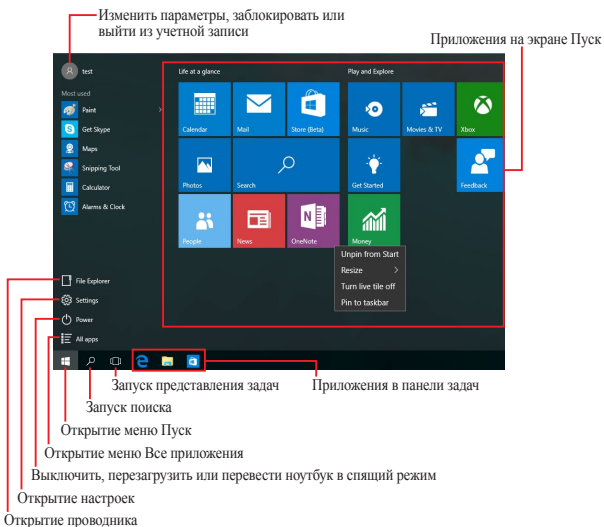 Изменить параметры, заблокировать или
выйти из учетной записи
Приложения на экране Пуск
test
Life at a glance
Play and Explore
Most used
Paint
Get Skype
Maps
Snipping Tool
Calculator
Alarms & Clock
Calendar
Mail
Store (Beta)
Music
Movies & TV
Xbox
Photos
Search
Get Started
Feedback
People
News
OneNote
Money
Unpin from Start
Resize
Turn live tile off
Pin to taskbar
File Explorer
Settings
Power
All apps
Запуск представления задач
Приложения в панели задач
Запуск поиска
Открытие меню Пуск
Открытие меню Все приложения
Выключить, перезагрузить или перевести ноутбук в спящий режим
Открытие настроек
Открытие проводника